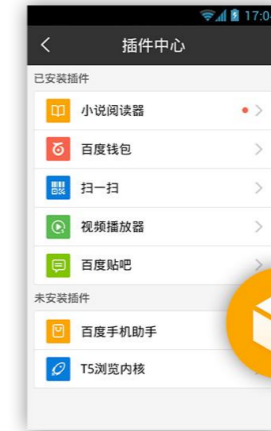 17:04
插件中心
已安装插件
小说阅读器
百度钱包
扫一扫
视频播放器
百度贴吧
未安装插件
百度手机助手
T5浏览内核